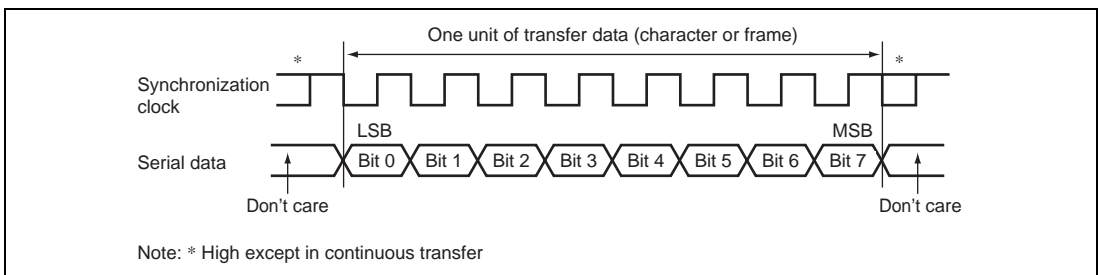 One unit of transfer data (character or frame)
* *
Synchronization
clock
LSB MSB
Serial data Bit 0 Bit 1 Bit 2 Bit 3 Bit 4 Bit 5 Bit 6 Bit 7
Don't care Don't care
Note: * High except in continuous transfer